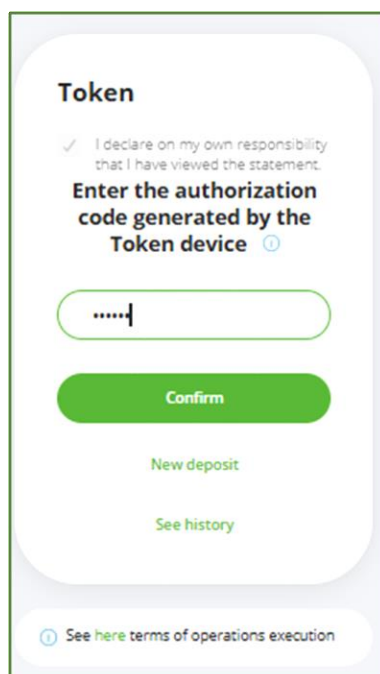 Token
I declare on my own responsibility
that I have viewed the statement.
Enter the authorization
code generated by the
Token device
••••••
Confirm
New deposit
See history
See here terms of operations execution